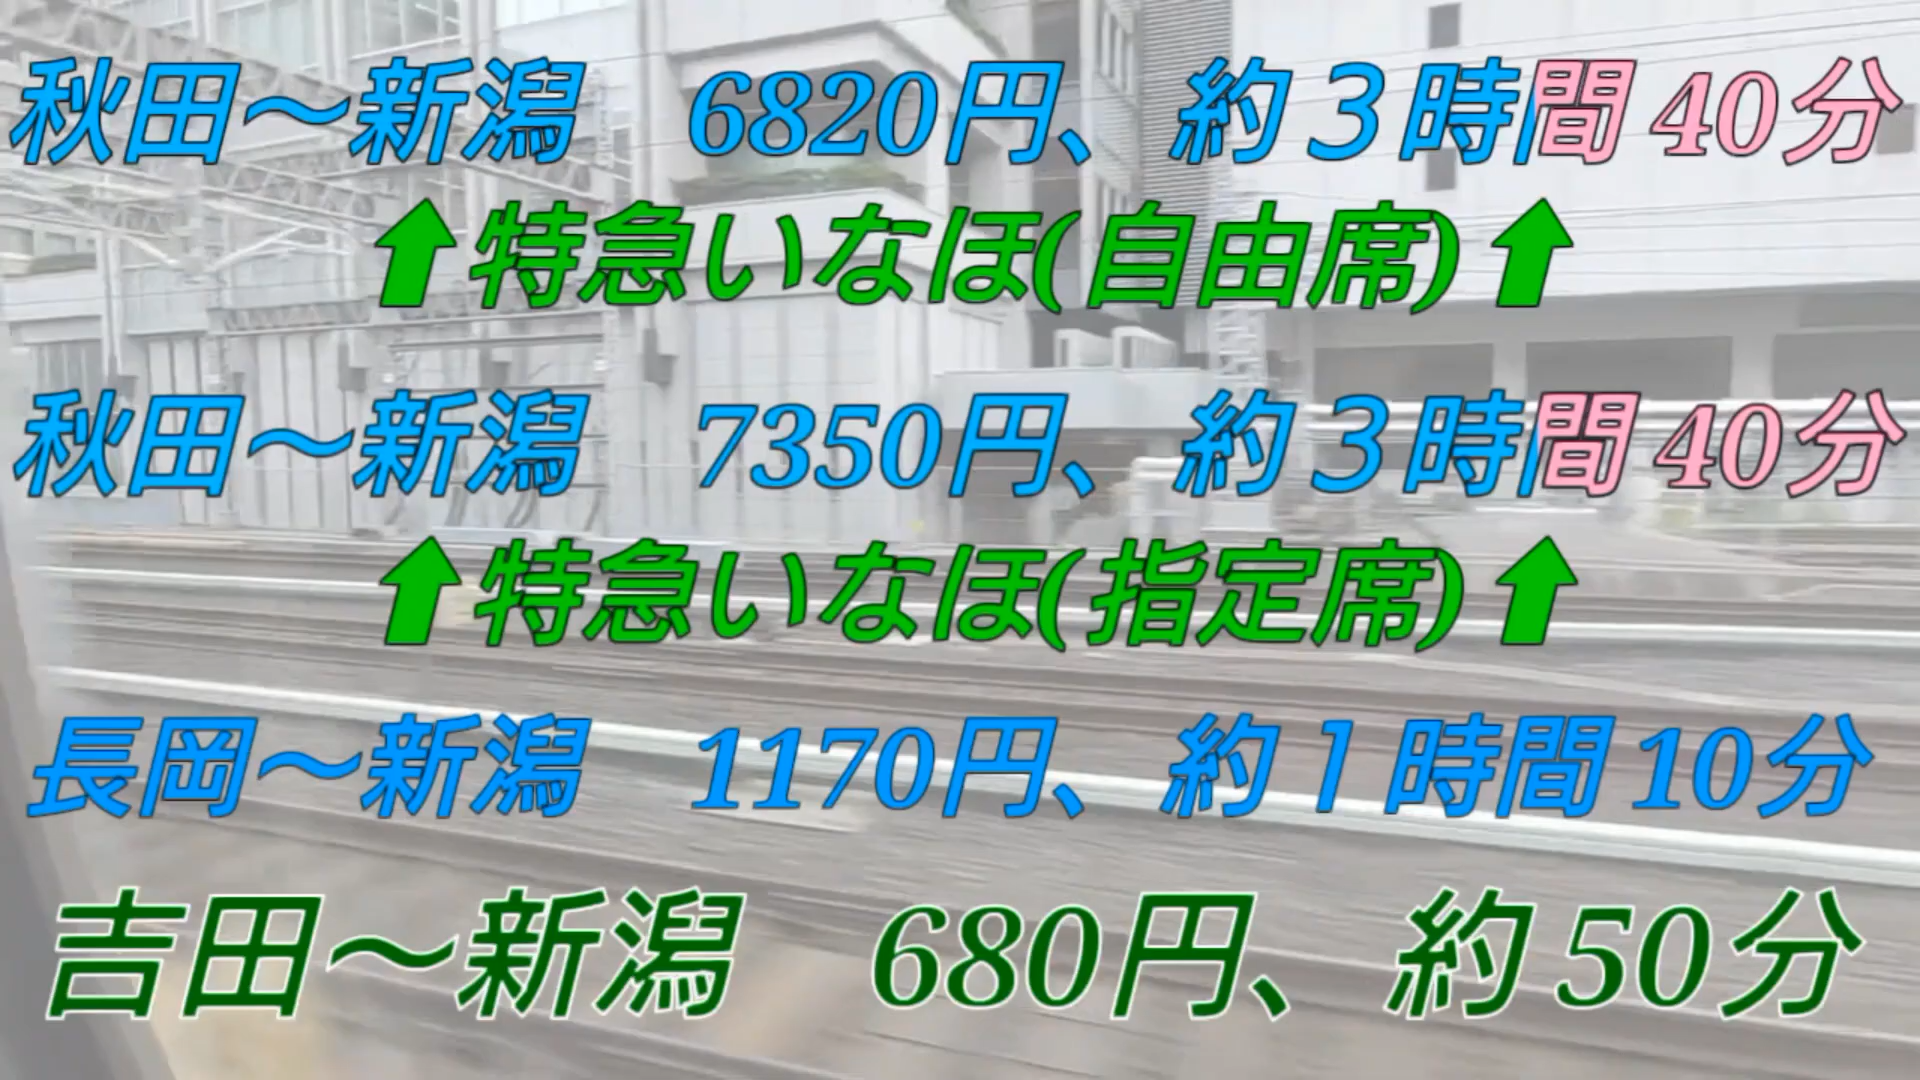 秋田～新潟　6820円、約３時間40分
⬆特急いなほ(自由席)⬆
秋田～新潟　7350円、約３時間40分
⬆特急いなほ(指定席)⬆
長岡～新潟　1170円、約１時間10分
吉田～新潟　680円、約50分